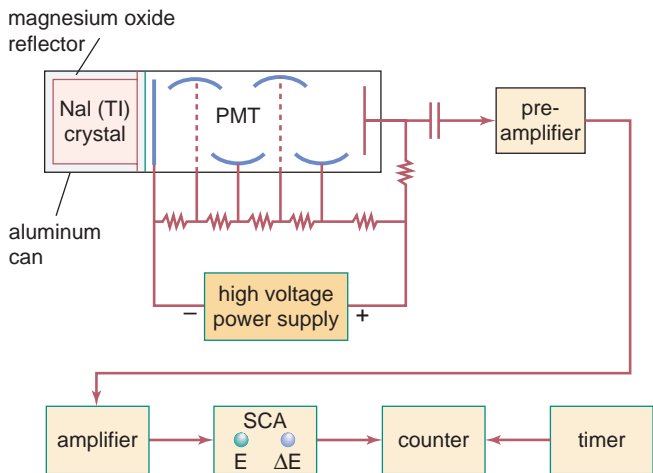 magnesium oxide
reflector
NaI (TI)
crystal
PMT
pre-
amplifier
aluminum
can
high voltage
power supply
–
+
amplifier
SCA
E ΔE
counter
timer